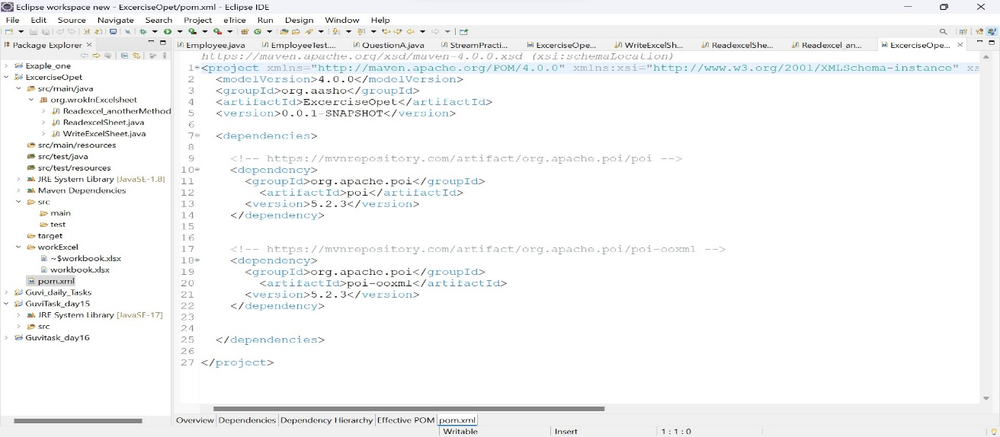 Eclipse workspace new - ExcerciseOpet/pom.xml - Eclipse IDE
File Edit Source Navigate Search Project eTrice Run Design Window Help
Package Explorer
Exaple_one
ExcerciseOpet
src/main/java
org.wrokInExcelsheet
Readexcel_anotherMethod
ReadexcelSheet.java
WriteExcelSheet.java
src/main/resources
src/test/java
src/test/resources
JRE System Library [JavaSE-1.8]
Maven Dependencies
src
main
test
target
workExcel
~$workbook.xlsx
workbook.xlsx
pom.xml
Guvi_daily_Tasks
GuviTask_day15
JRE System Library [JavaSE-17]
src
Guvitask_day16
Employee.java EmployeeTest.... QuestionA.java StreamPracti... ExcerciseOpe... WriteExcelSh... ReadexcelShe... Readexcel_an... ExcerciseOpe...
https://maven.apache.org/xsd/maven-4.0.0.xsd (xsi:schemaLocation)
1 <project xmlns="http://maven.apache.org/POM/4.0.0" xmlns:xsi="http://www.w3.org/2001/XMLSchema-instance" xs
2 <modelVersion>4.0.0</modelVersion>
3 <groupId>org.aasho</groupId>
4 <artifactId>ExcerciseOpet</artifactId>
5 <version>0.0.1-SNAPSHOT</version>
6
7 <dependencies>
8
9 <!-- https://mvnrepository.com/artifact/org.apache.poi/poi -->
10 <dependency>
11 <groupId>org.apache.poi</groupId>
12 <artifactId>poi</artifactId>
13 <version>5.2.3</version>
14 </dependency>
15
16
17 <!-- https://mvnrepository.com/artifact/org.apache.poi/poi-ooxml -->
18 <dependency>
19 <groupId>org.apache.poi</groupId>
20 <artifactId>poi-ooxml</artifactId>
21 <version>5.2.3</version>
22 </dependency>
23
24
25 </dependencies>
26
27 </project>
Overview Dependencies Dependency Hierarchy Effective POM pom.xml
Writable Insert 1 : 1 : 0